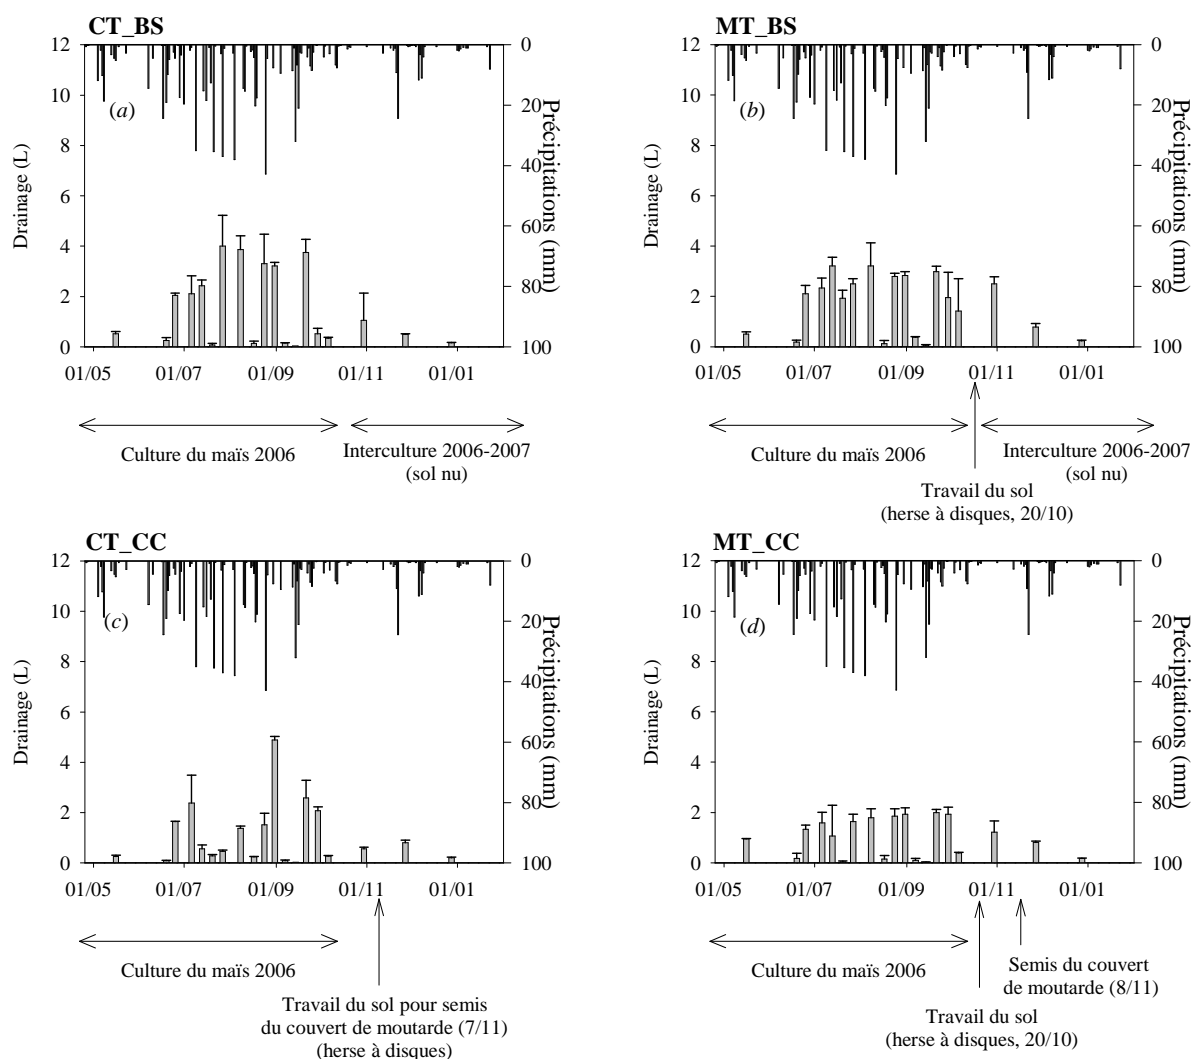 CT_BS
MT_BS
12 0 12 0
10 10
(a) 20 (b) 20
8 8
40 40
6 6
60 60
4 4
80 80
2 2
0 100 0 100
Drainage (L)
Précipitations (mm)
Drainage (L)
Précipitations (mm)
01/05 01/07 01/09 01/11 01/01
01/05 01/07 01/09 01/11 01/01
Culture du maïs 2006
Interculture 2006-2007
(sol nu)
Culture du maïs 2006
Interculture 2006-2007
(sol nu)
Travail du sol
(herse à disques, 20/10)
CT_CC
MT_CC
12 0 12 0
10 10
(c) 20 (d) 20
8 8
40 40
6 6
60 60
4 4
80 80
2 2
0 100 0 100
Drainage (L)
Précipitations (mm)
Drainage (L)
Précipitations (mm)
01/05 01/07 01/09 01/11 01/01
01/05 01/07 01/09 01/11 01/01
Culture du maïs 2006
Travail du sol pour semis
du couvert de moutarde (7/11)
(herse à disques)
Culture du maïs 2006
Semis du couvert
de moutarde (8/11)
Travail du sol
(herse à disques, 20/10)